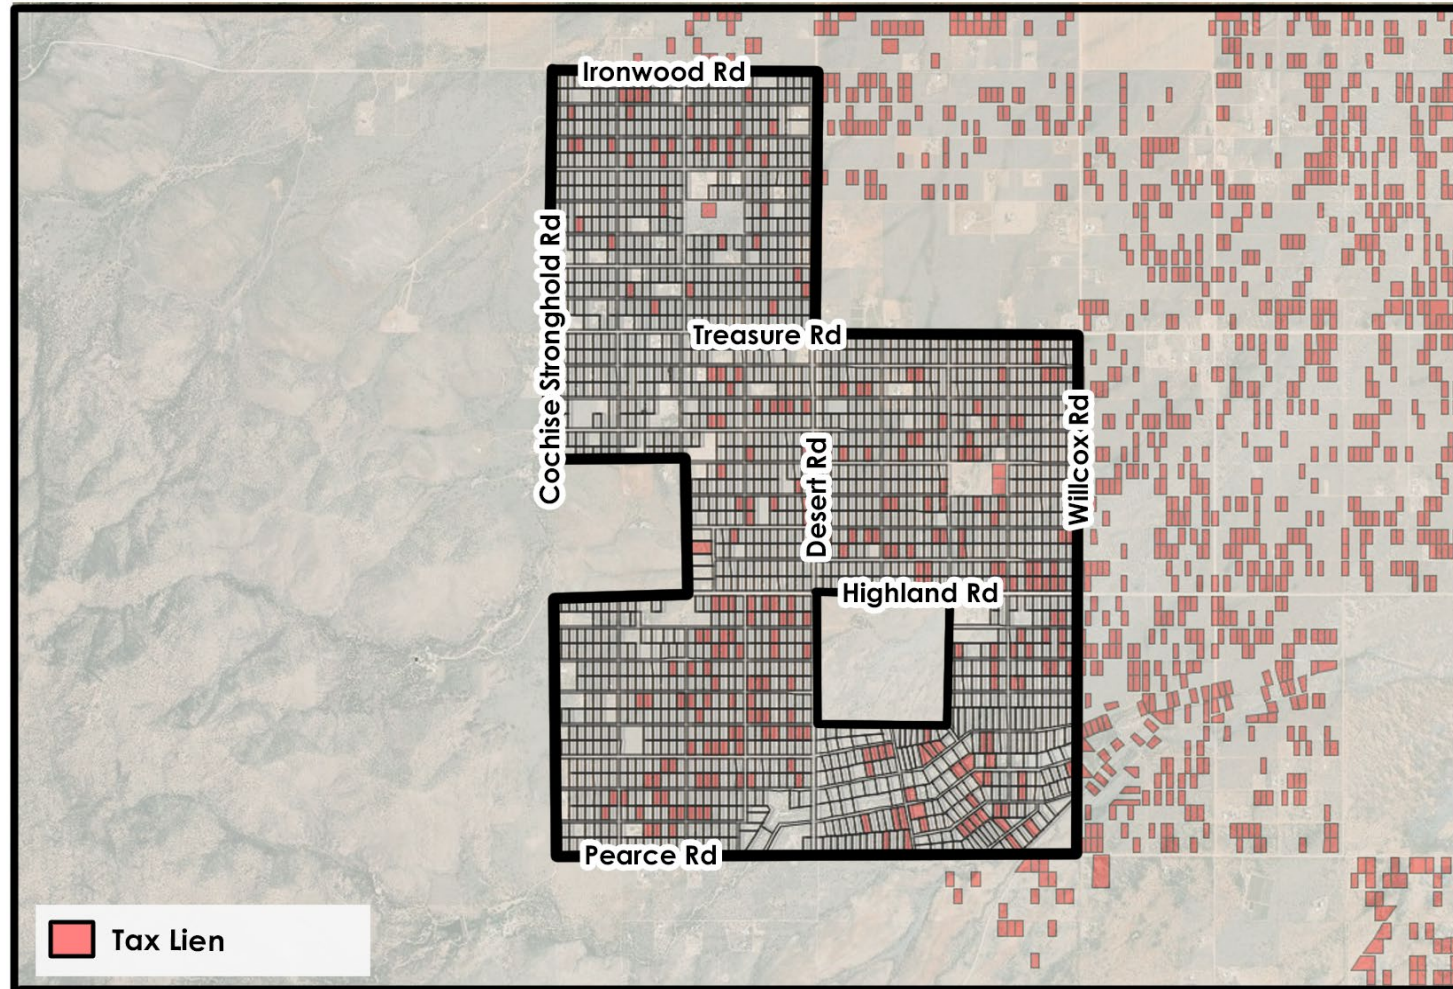 Ironwood Rd
Cochise Stronghold Rd
Treasure Rd
Desert Rd
Willcox Rd
Highland Rd
Pearce Rd
Tax Lien